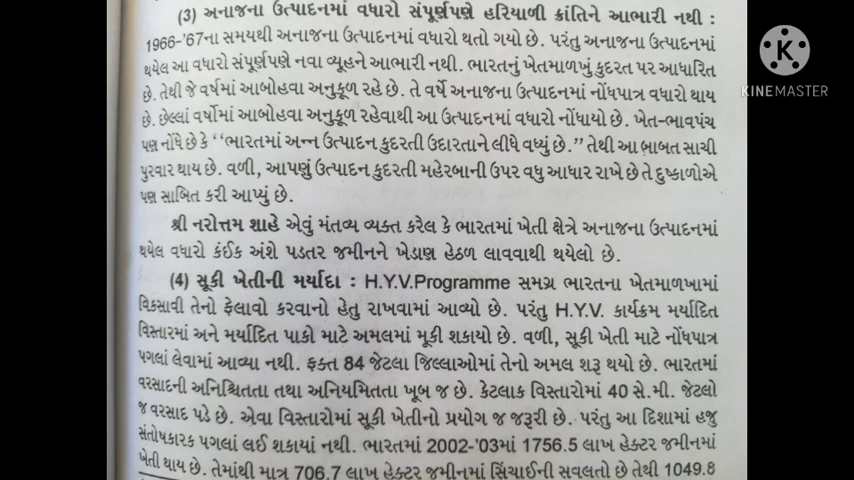 (3) અનાજના ઉત્પાદનમાં વધારો સંપૂર્ણપણે હરિયાળી ક્રાંતિને આભારી નથી :
1966-'67ના સમયથી અનાજના ઉત્પાદનમાં વધારો થતો ગયો છે. પરંતુ અનાજના ઉત્પાદનમાં
થયેલ આ વધારો સંપૂર્ણપણે નવા વ્યૂહને આભારી નથી. ભારતનું ખેતમાળખું કુદરત પર આધારિત
છે. તેથી જે વર્ષમાં આબોહવા અનુકૂળ રહે છે. તે વર્ષે અનાજના ઉત્પાદનમાં નોંધપાત્ર વધારો થાય
છે. છેલ્લાં વર્ષોમાં આબોહવા અનુકૂળ રહેવાથી આ ઉત્પાદનમાં વધારો નોંધાયો છે. ખેત-ભાવપંચ
પણ નોંધે છે કે ‘‘ભારતમાં અન્ન ઉત્પાદન કુદરતી ઉદારતાને લીધે વધ્યું છે.’’ તેથી આ બાબત સાચી
પુરવાર થાય છે. વળી, આપણું ઉત્પાદન કુદરતી મહેરબાની ઉપર વધુ આધાર રાખે છે તે દુષ્કાળોએ
પણ સાબિત કરી આપ્યું છે.
શ્રી નરોત્તમ શાહે એવું મંતવ્ય વ્યક્ત કરેલ કે ભારતમાં ખેતી ક્ષેત્રે અનાજના ઉત્પાદનમાં
થયેલ વધારો કંઈક અંશે પડતર જમીનને ખેડાણ હેઠળ લાવવાથી થયેલો છે.
(4) સૂકી ખેતીની મર્યાદા : H.Y.V.Programme સમગ્ર ભારતના ખેતમાળખામાં
વિકસાવી તેનો ફેલાવો કરવાનો હેતુ રાખવામાં આવ્યો છે. પરંતુ H.Y.V. કાર્યક્રમ મર્યાદિત
વિસ્તારમાં અને મર્યાદિત પાકો માટે અમલમાં મૂકી શકાયો છે. વળી, સૂકી ખેતી માટે નોંધપાત્ર
પગલાં લેવામાં આવ્યા નથી. ફક્ત 84 જેટલા જિલ્લાઓમાં તેનો અમલ શરૂ થયો છે. ભારતમાં
વરસાદની અનિશ્ચિતતા તથા અનિયમિતતા ખૂબ જ છે. કેટલાક વિસ્તારોમાં 40 સે.મી. જેટલો
જ વરસાદ પડે છે. એવા વિસ્તારોમાં સૂકી ખેતીનો પ્રયોગ જ જરૂરી છે. પરંતુ આ દિશામાં હજુ
સંતોષકારક પગલાં લઈ શકાયાં નથી. ભારતમાં 2002-'03માં 1756.5 લાખ હેક્ટર જમીનમાં
ખેતી થાય છે. તેમાંથી માત્ર 706.7 લાખ હેક્ટર જમીનમાં સિંચાઈની સવલતો છે તેથી 1049.8
K
KINEMASTER